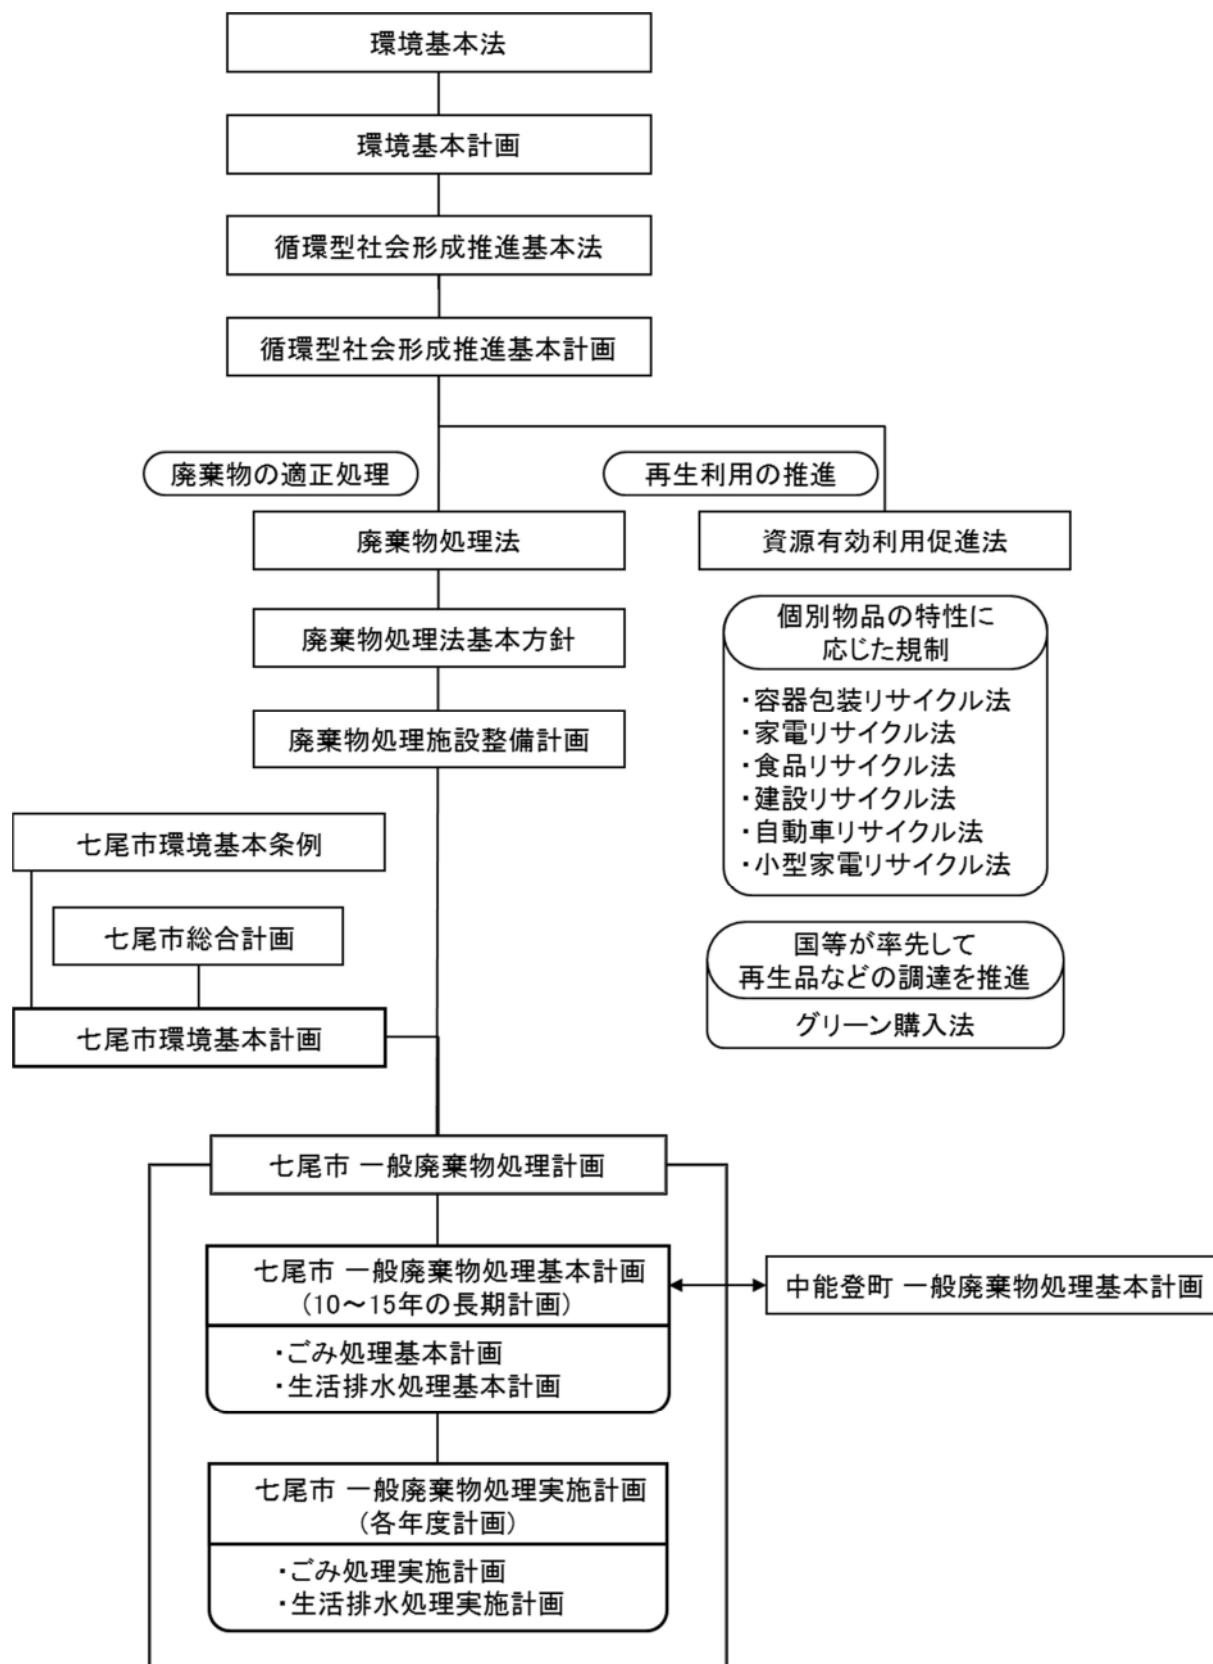 環境基本法
環境基本計画
循環型社会形成推進基本法
循環型社会形成推進基本計画
廃棄物の適正処理
再生利用の推進
廃棄物処理法
資源有効利用促進法
廃棄物処理法基本方針
廃棄物処理施設整備計画
個別物品の特性に
応じた規制
・容器包装リサイクル法
・家電リサイクル法
・食品リサイクル法
・建設リサイクル法
・自動車リサイクル法
・小型家電リサイクル法
国等が率先して
再生品などの調達を推進
グリーン購入法
七尾市環境基本条例
七尾市総合計画
七尾市環境基本計画
七尾市 一般廃棄物処理計画
七尾市 一般廃棄物処理基本計画
(10~15年の長期計画)
・ごみ処理基本計画
・生活排水処理基本計画
中能登町 一般廃棄物処理基本計画
七尾市 一般廃棄物処理実施計画
(各年度計画)
・ごみ処理実施計画
・生活排水処理実施計画